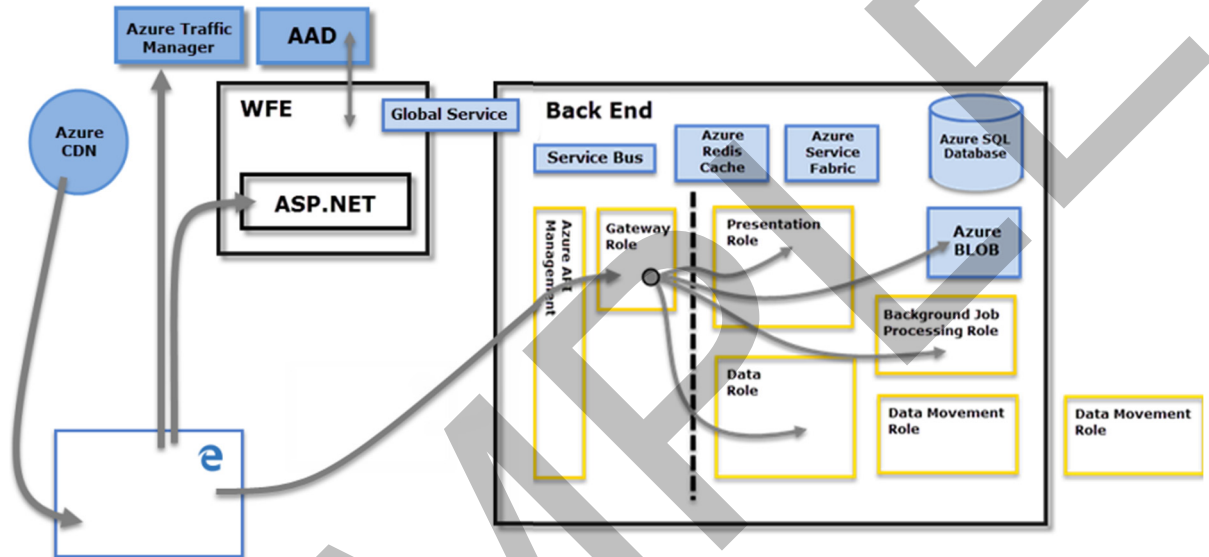 Azure Traffic
Manager
AAD
Azure
CDN
WFE
Global Service
ASP.NET
Back End
Service Bus
Azure
Redis
Cache
Azure
Service
Fabric
Azure SQL
Database
Azure API
Management
Gateway
Role
Presentation
Role
Azure
BLOB
Background Job
Processing Role
Data
Role
Data Movement
Role
Data Movement
Role
e
MPLE